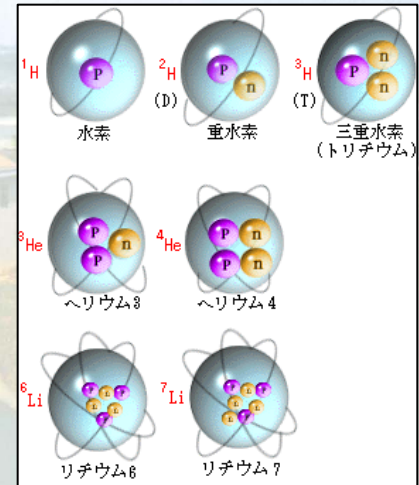 ¹H P ²H P n ³H P n n
(D) (T)
水素 重水素 三重水素
(トリチウム)
³He P P n ⁴He P n P n
ヘリウム3 ヘリウム4
⁶Li P n P n n P ⁷Li P n P n n n P
リチウム6 リチウム7